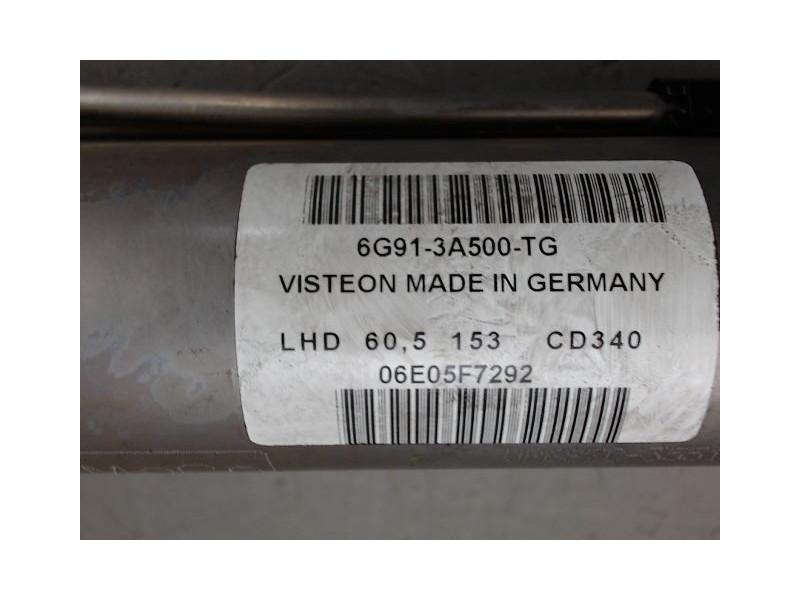 6G91-3A500-TG
VISTEON MADE IN GERMANY
LHD 60,5 153 CD340
06E05F7292